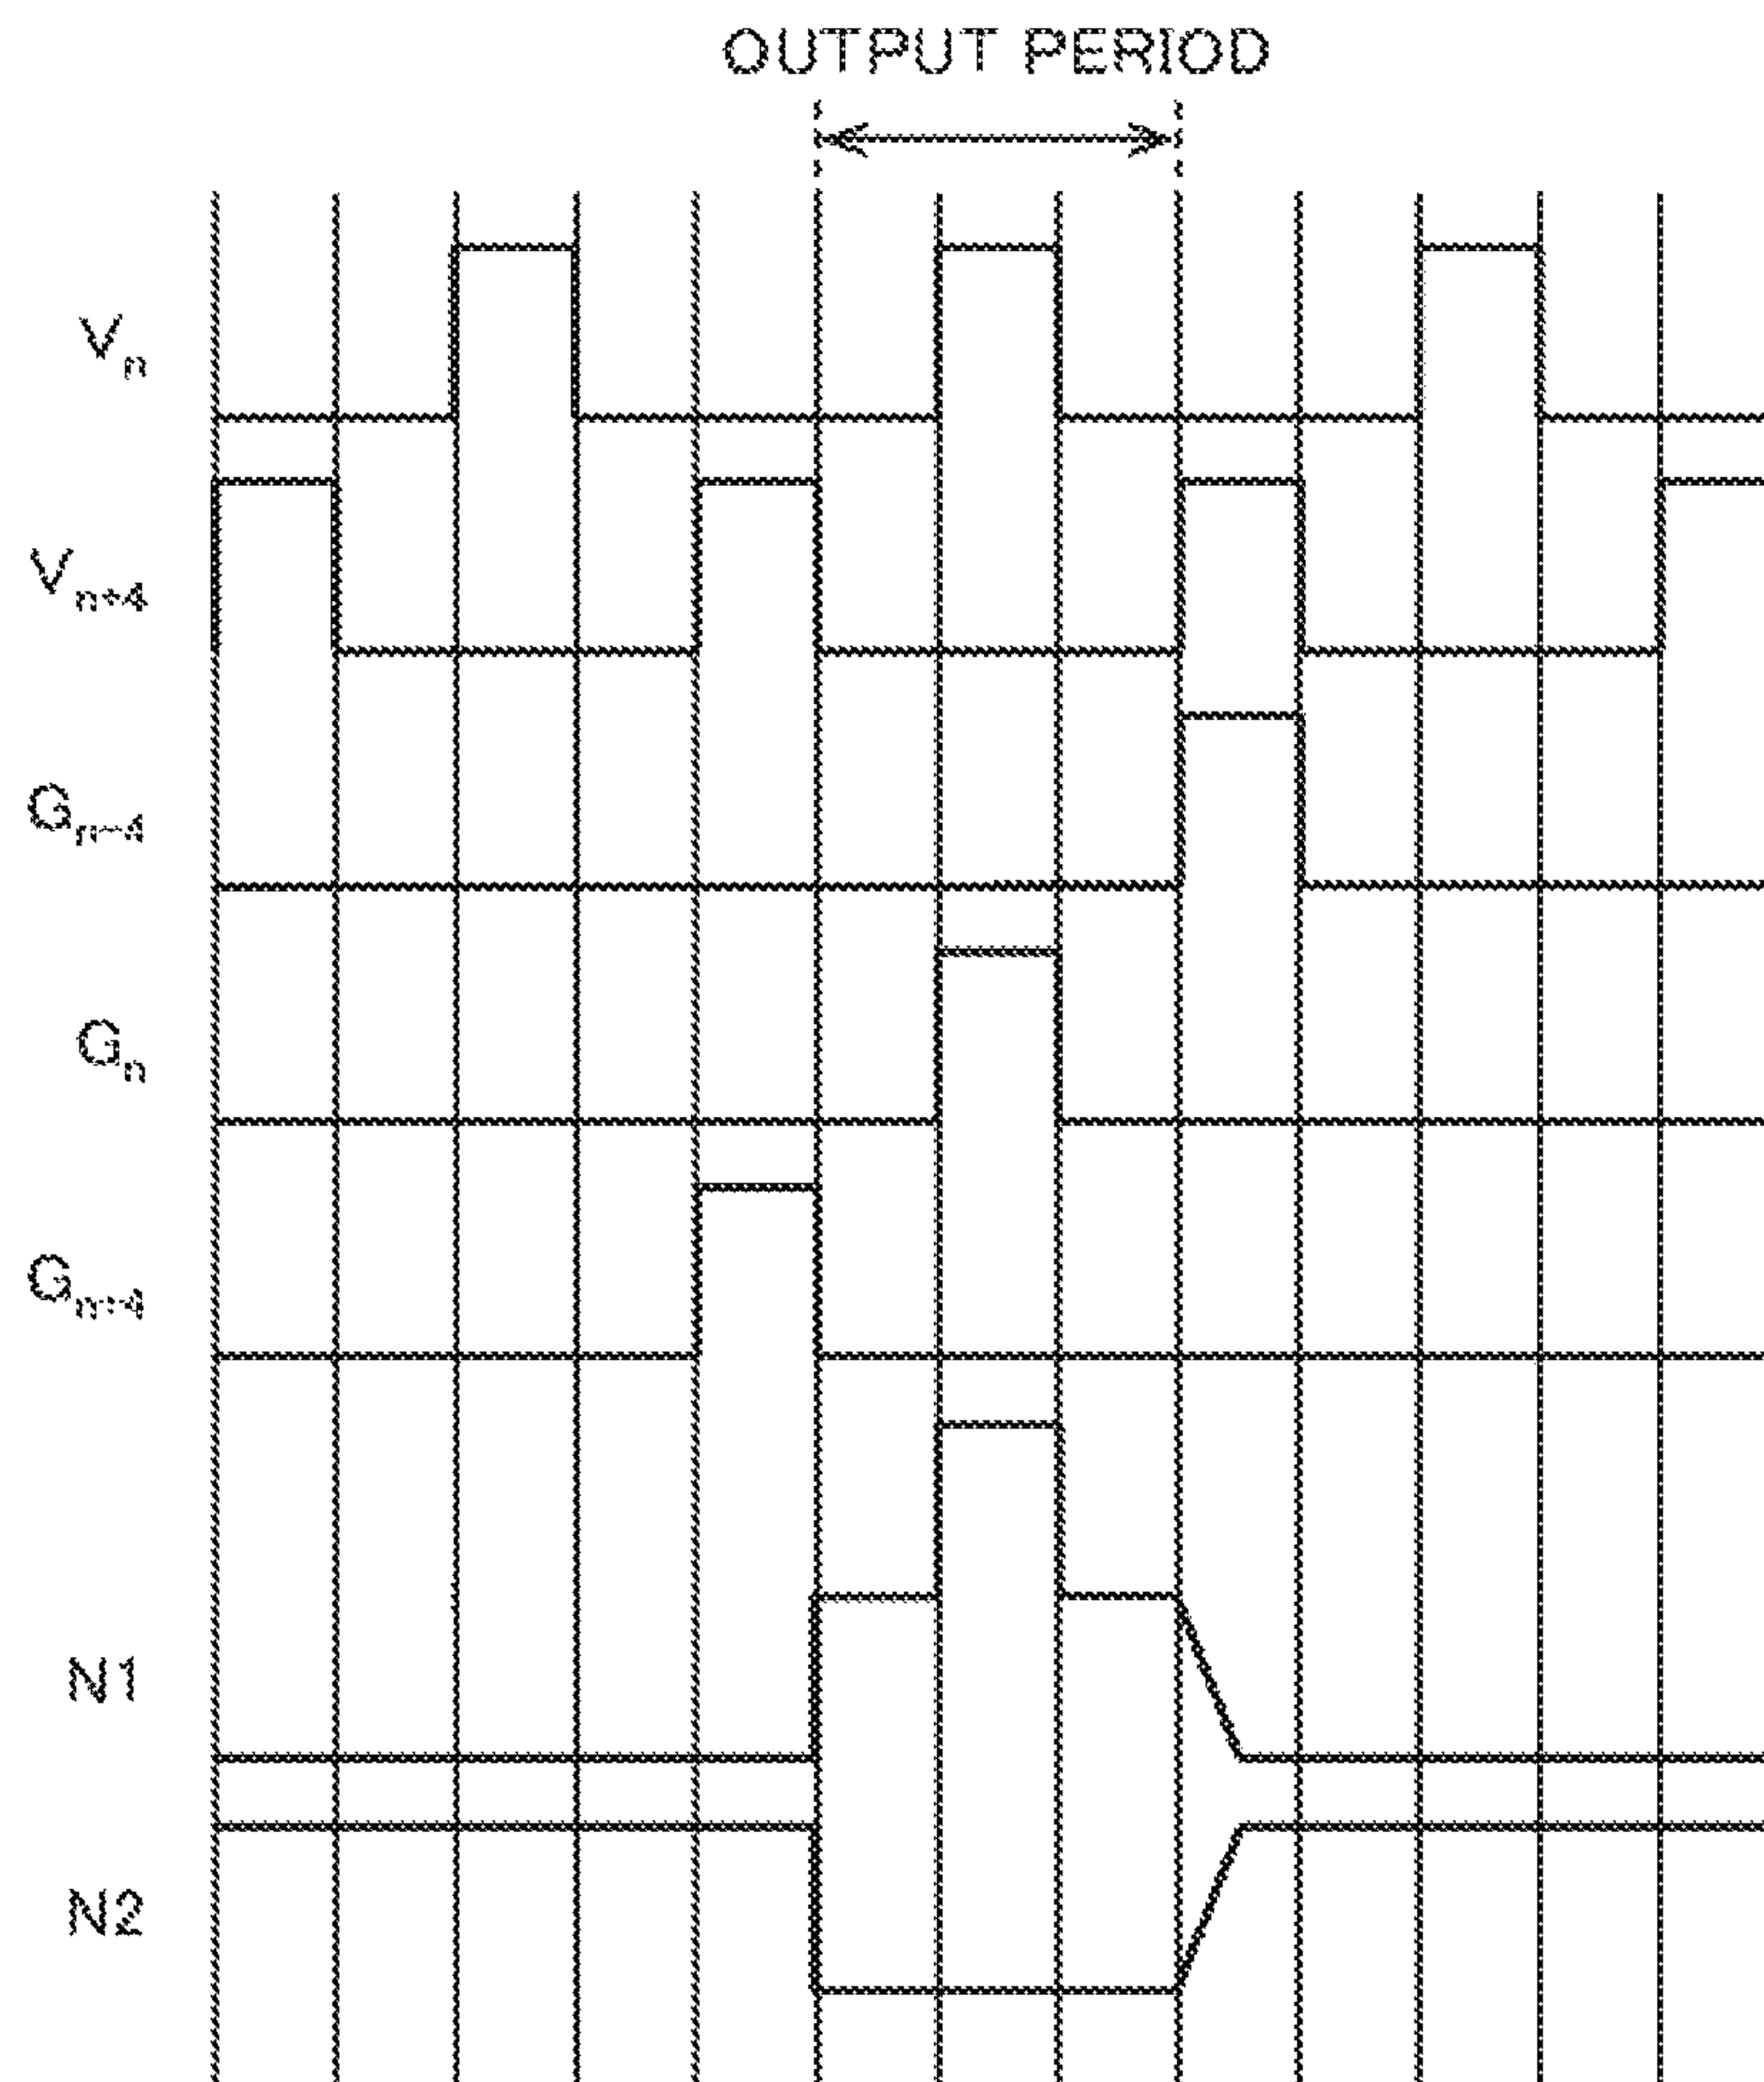 OUTPUT PERIOD
Vn
Vn+4
Gn-4
Gn
Gn+4
N1
N2